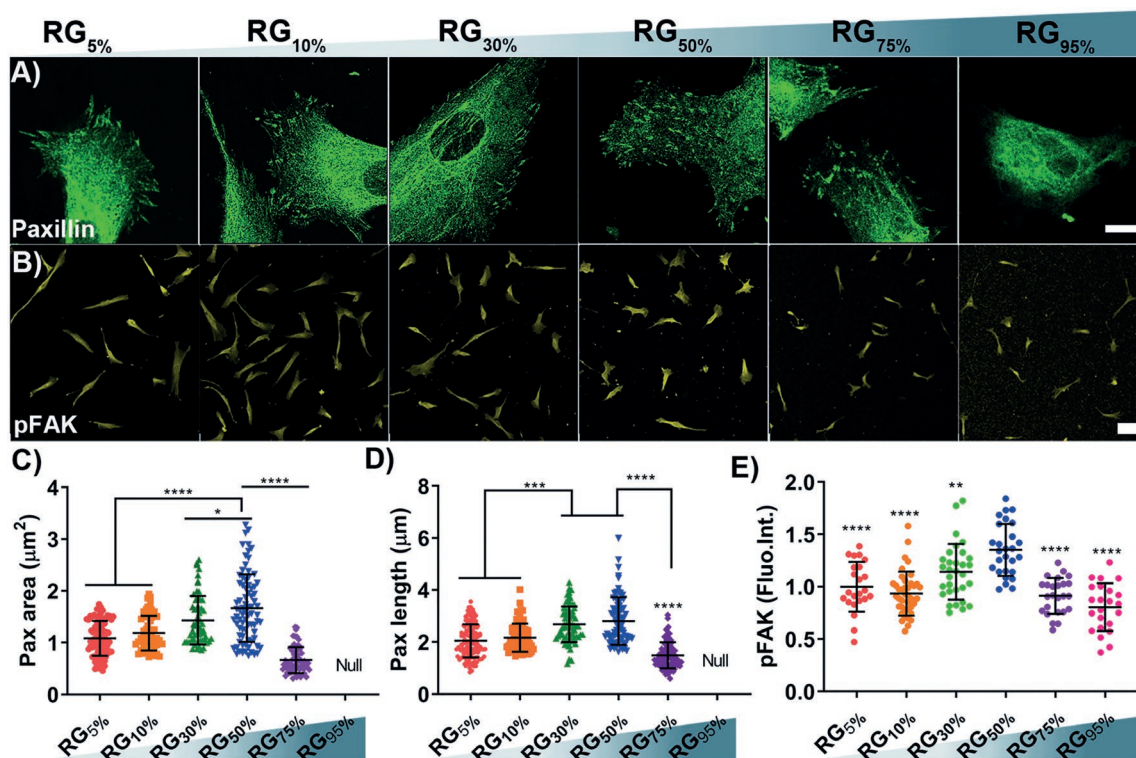 RG5% RG10% RG30% RG50% RG75% RG95%
A)
Paxillin
B)
pFAK
C)
Pax area (μm²)
4
3
2
1
0
****
*
****
Null
RG5% RG10% RG30% RG50% RG75% RG95%
D)
Pax length (μm)
8
6
4
2
0
***
****
****
Null
RG5% RG10% RG30% RG50% RG75% RG95%
E)
pFAK (Fluo.Int.)
2.0
1.5
1.0
0.5
0.0
**** **** ** **** ****
RG5% RG10% RG30% RG50% RG75% RG95%